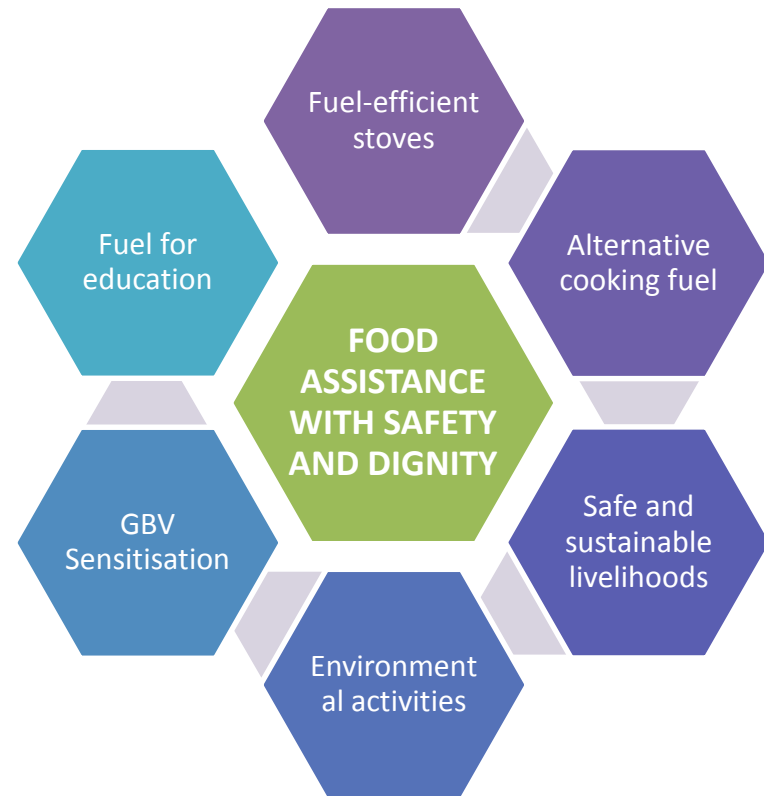 Fuel-efficient
stoves
Alternative
cooking fuel
Safe and
sustainable
livelihoods
Environment
al activities
GBV
Sensitisation
Fuel for
education
FOOD
ASSISTANCE
WITH SAFETY
AND DIGNITY